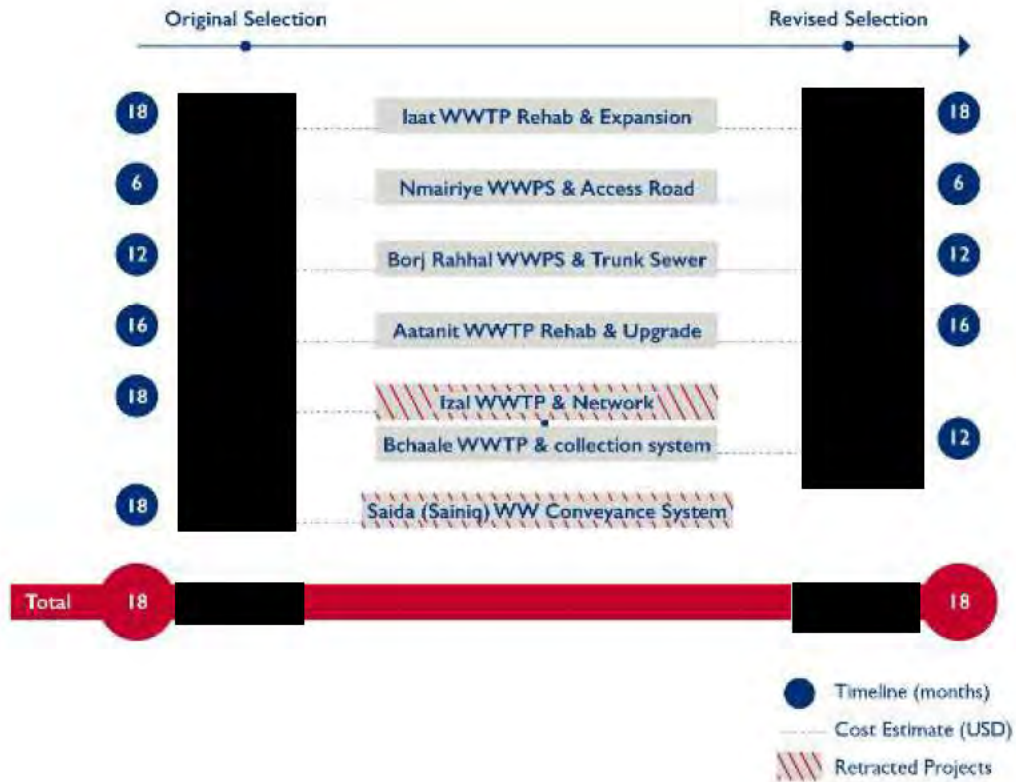 Original Selection Revised Selection
18 Iaat WWTP Rehab & Expansion 18
6 Nmairiye WWPS & Access Road 6
12 Borj Rahhal WWPS & Trunk Sewer 12
16 Aatanit WWTP Rehab & Upgrade 16
18 Izal WWTP & Network
Bchaale WWTP & collection system 12
18 Saida (Sainiq) WW Conveyance System
Total 18 18
Timeline (months)
Cost Estimate (USD)
Retracted Projects